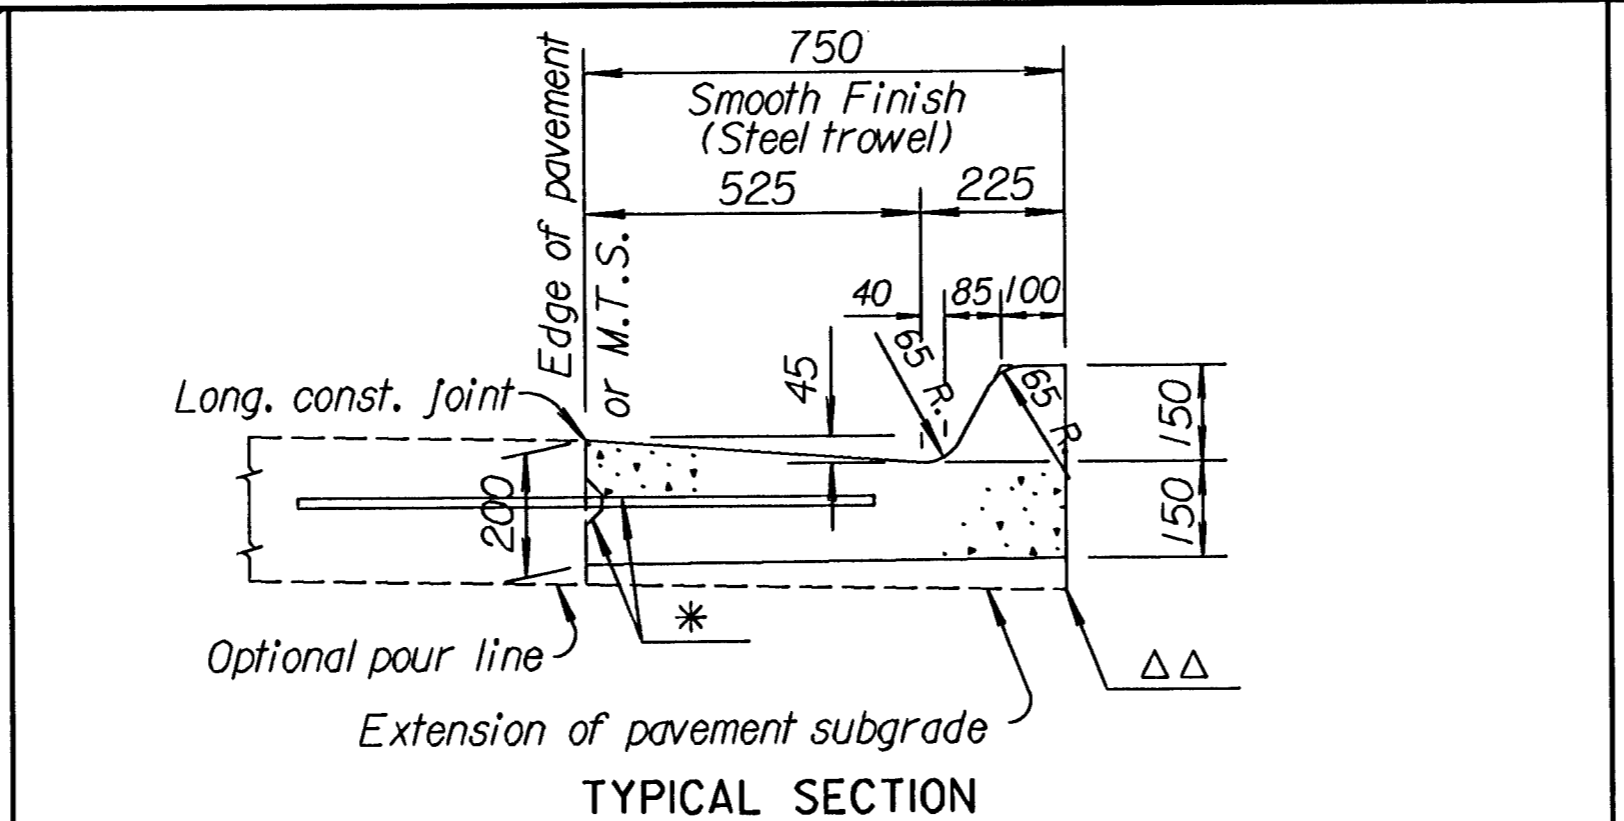 750
Smooth Finish
(Steel trowel)
525
225
Edge of pavement
or M.T.S.
40
85
100
65 R.
65 R
45
150
150
Long. const. joint
200
*
Optional pour line
△ △
Extension of pavement subgrade
TYPICAL SECTION